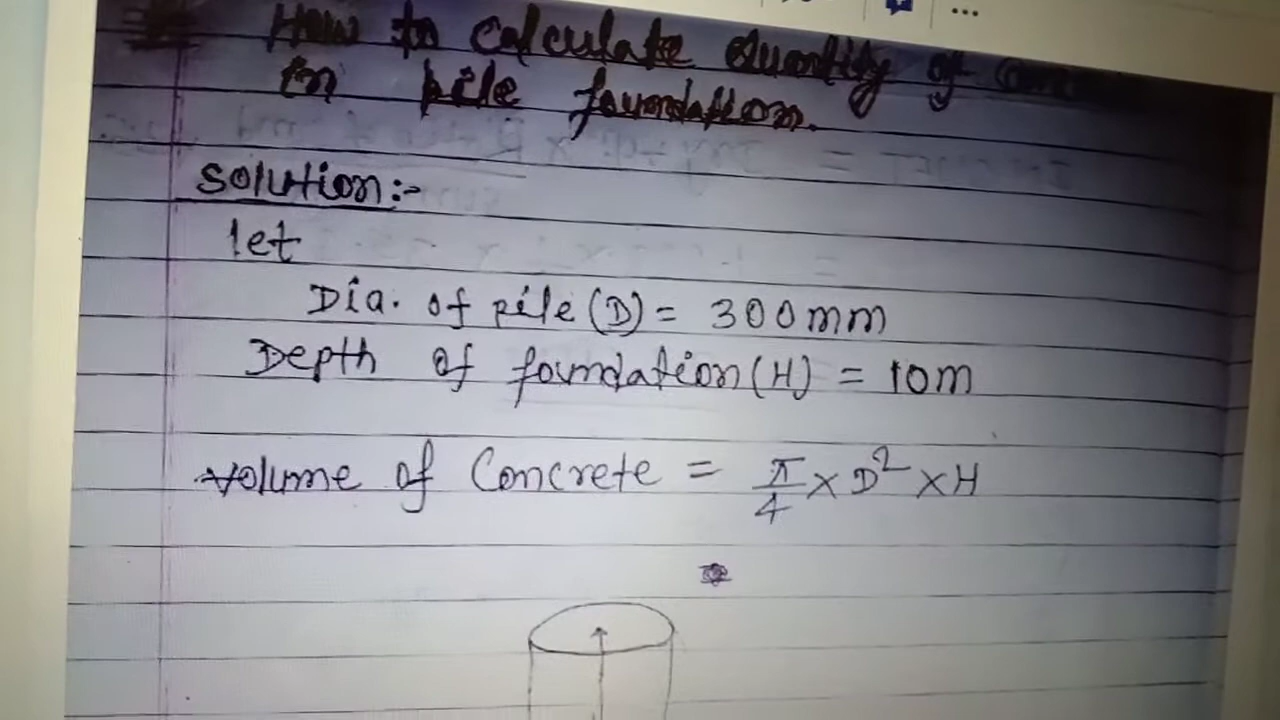 How to calculate Quantity of
in pile foundation.
Solution:-
let
Dia. of pile (D) = 300mm
Depth of foundation (H) = 10m
Volume of Concrete = π/4 × D² × H